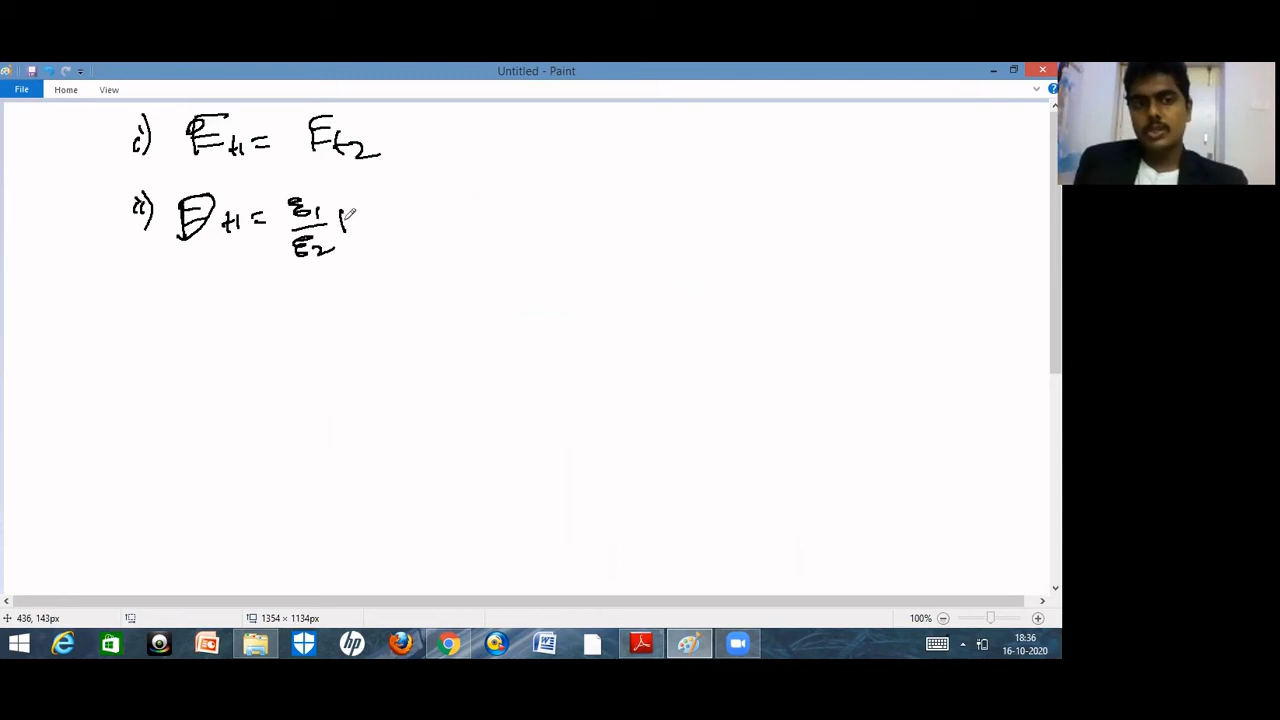 Untitled - Paint
File Home View
i) Et1 = Et2
ii) Dt1 = ε1/ε2
436, 143px
1354 × 1134px
100%
18:36
16-10-2020